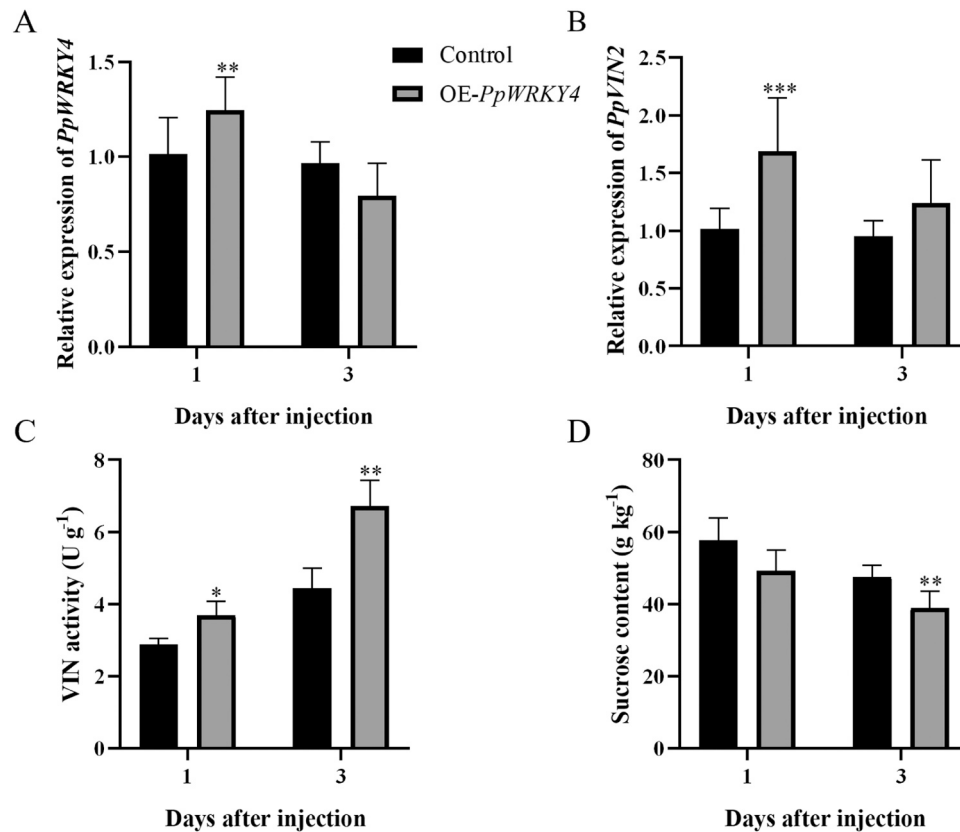 A
Relative expression of PpWRKY4
1.5
1.0
0.5
0.0
**
1
3
Days after injection
Control
OE-PpWRKY4
B
Relative expression of PpVIN2
2.5
2.0
1.5
1.0
0.5
0.0
***
1
3
Days after injection
C
VIN activity (U g⁻¹)
8
6
4
2
0
*
**
1
3
Days after injection
D
Sucrose content (g kg⁻¹)
80
60
40
20
0
**
1
3
Days after injection